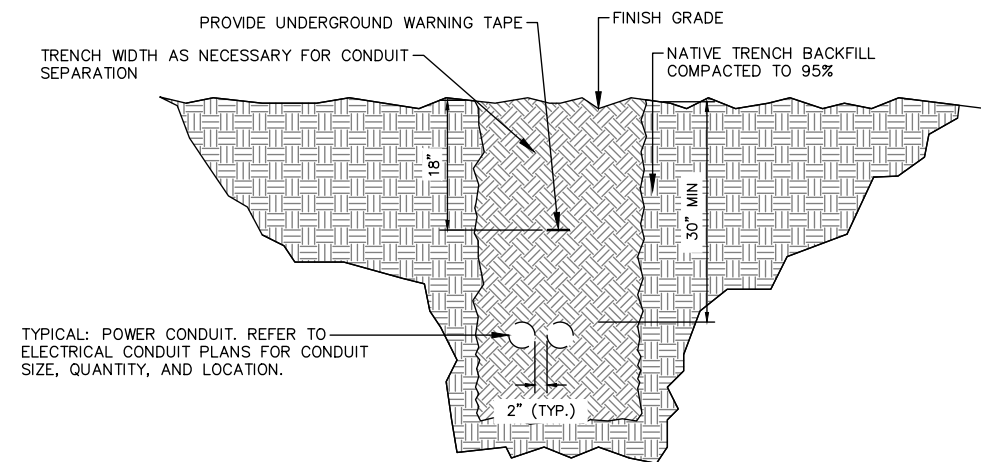 PROVIDE UNDERGROUND WARNING TAPE
FINISH GRADE
TRENCH WIDTH AS NECESSARY FOR CONDUIT
SEPARATION
NATIVE TRENCH BACKFILL
COMPACTED TO 95%
18"
30" MIN
TYPICAL: POWER CONDUIT. REFER TO
ELECTRICAL CONDUIT PLANS FOR CONDUIT
SIZE, QUANTITY, AND LOCATION.
2" (TYP.)